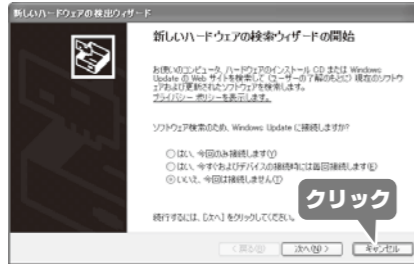 新しいハードウェアの検出ウィザード
新しいハードウェアの検索ウィザードの開始
お使いのコンピュータ、ハードウェアのインストール CD または Windows
Update の Web サイトを検索して (ユーザーの了解のもとに) 現在のソフトウ
ェアおよび更新されたソフトウェアを検索します。
プライバシー ポリシーを表示します。
ソフトウェア検索のため、Windows Update に接続しますか?
はい、今回のみ接続します(Y)
はい、今すぐおよびデバイスの接続時には毎回接続します(E)
いいえ、今回は接続しません(T)
クリック
続行するには、[次へ] をクリックしてください。
< 戻る(B) 次へ(N) > キャンセル